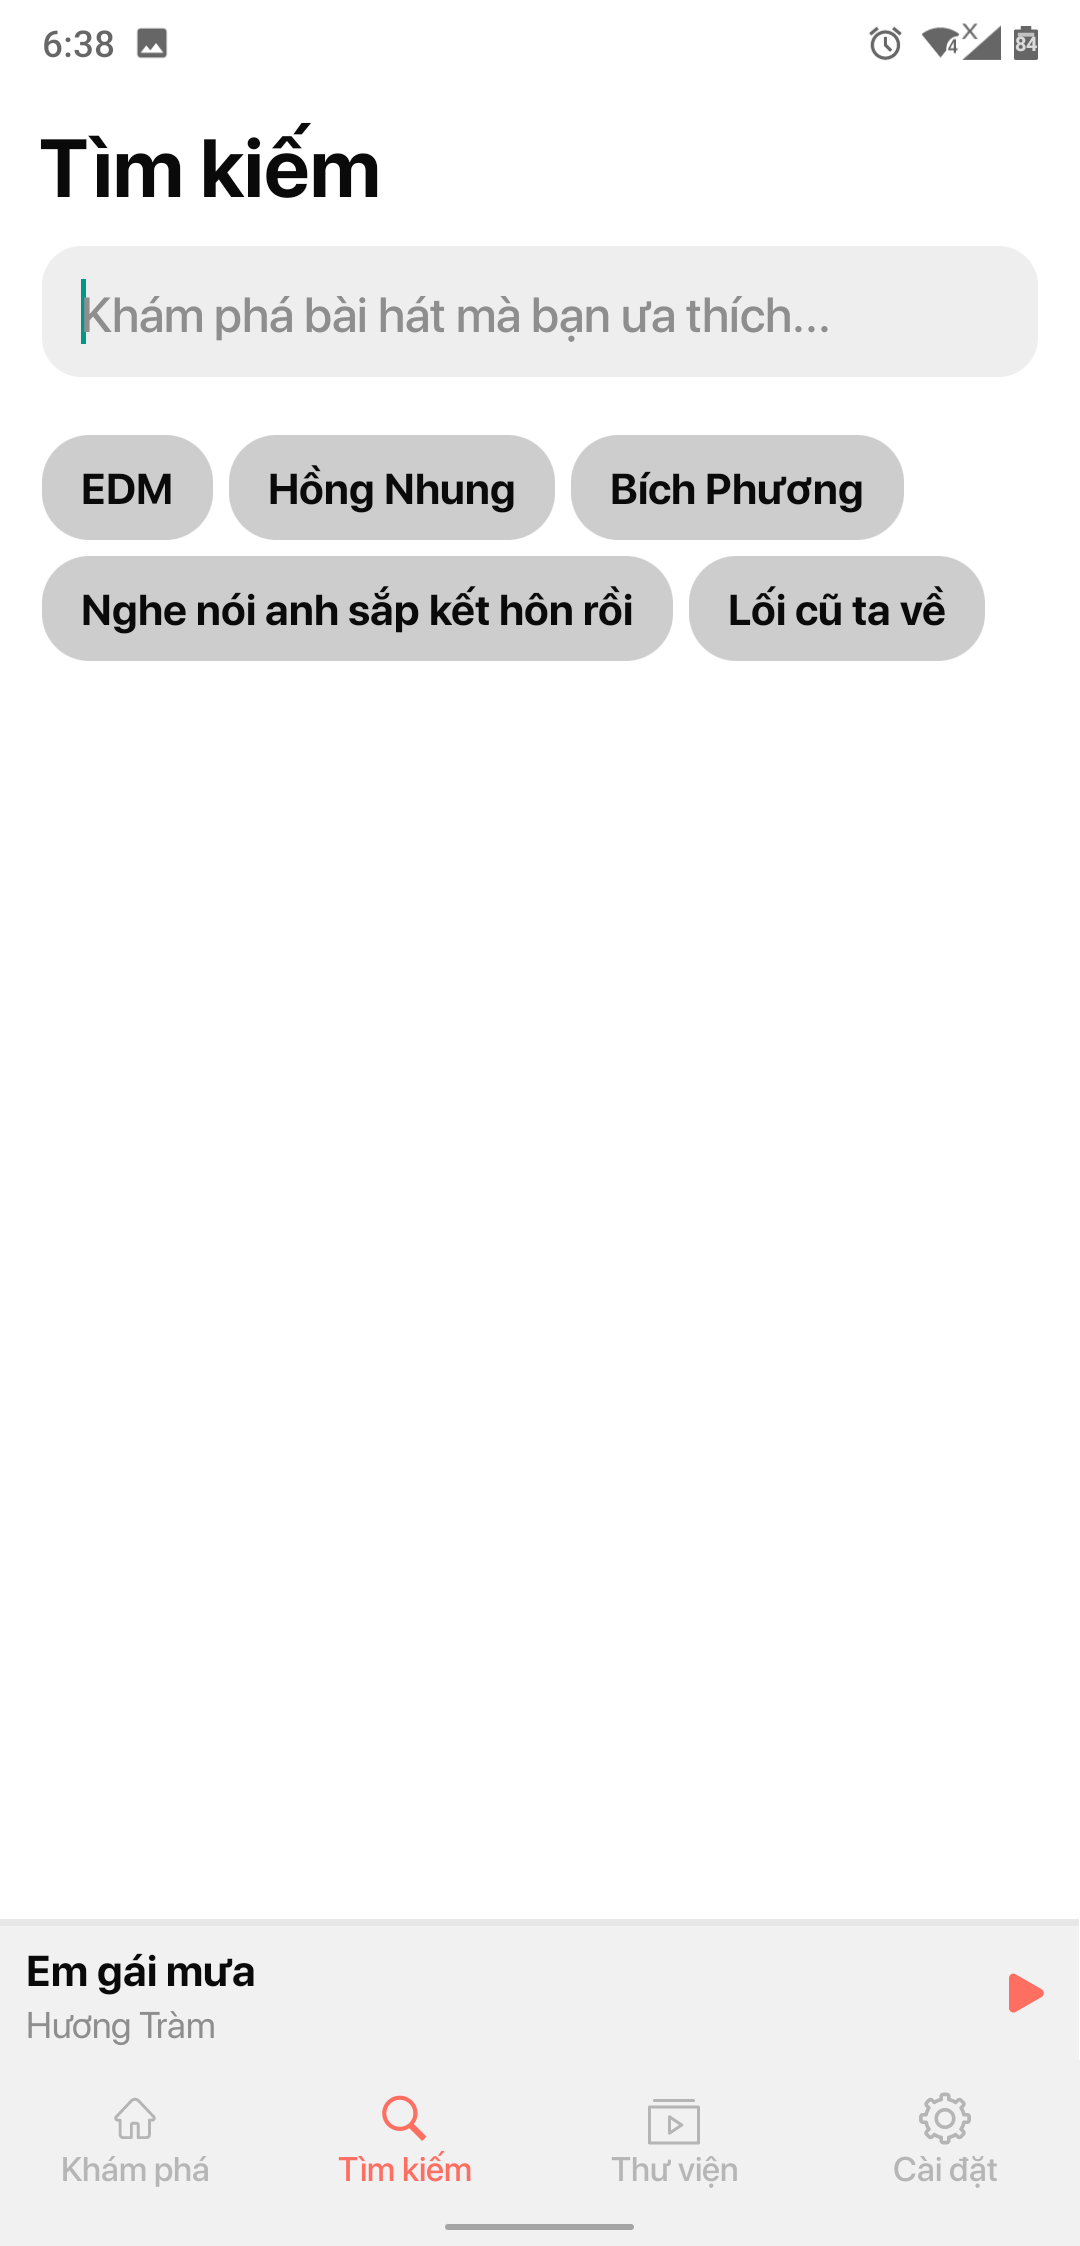 6:38
4 x 84
Tìm kiếm
Khám phá bài hát mà bạn ưa thích...
EDM Hồng Nhung Bích Phương
Nghe nói anh sắp kết hôn rồi Lối cũ ta về
Em gái mưa
Hương Tràm
Khám phá Tìm kiếm Thư viện Cài đặt